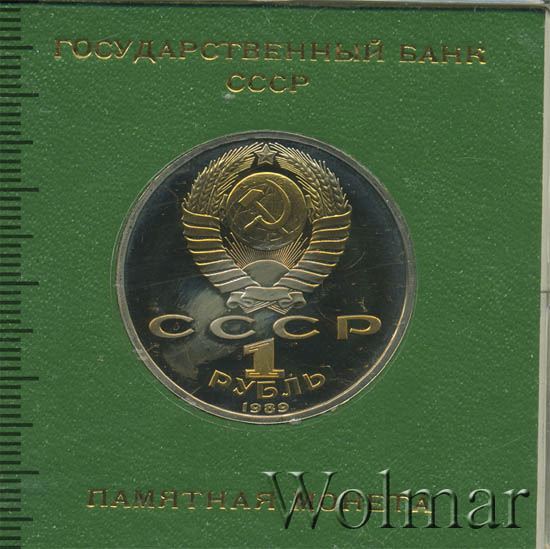 ГОСУДАРСТВЕННЫЙ БАНК
СССР
СССР
1
РУБЛЬ
1989
ПАМЯТНАЯ МОНЕТА
Wolmar